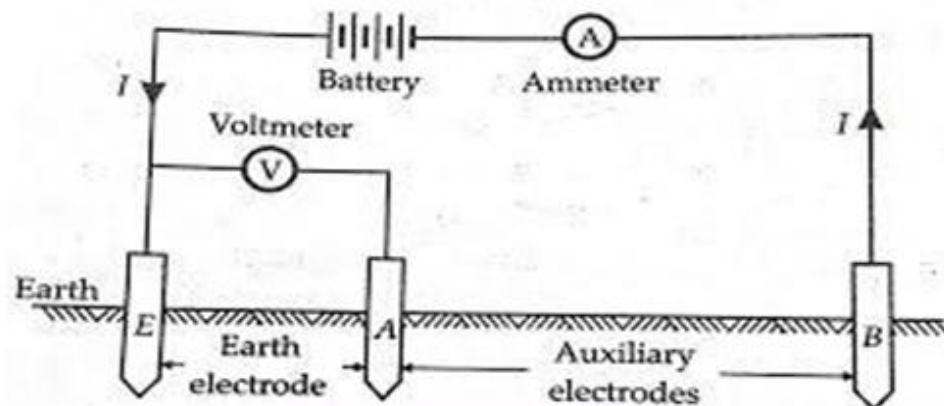 A
I
Battery
Ammeter
Voltmeter
I
V
Earth
E
A
B
Earth
electrode
Auxiliary
electrodes